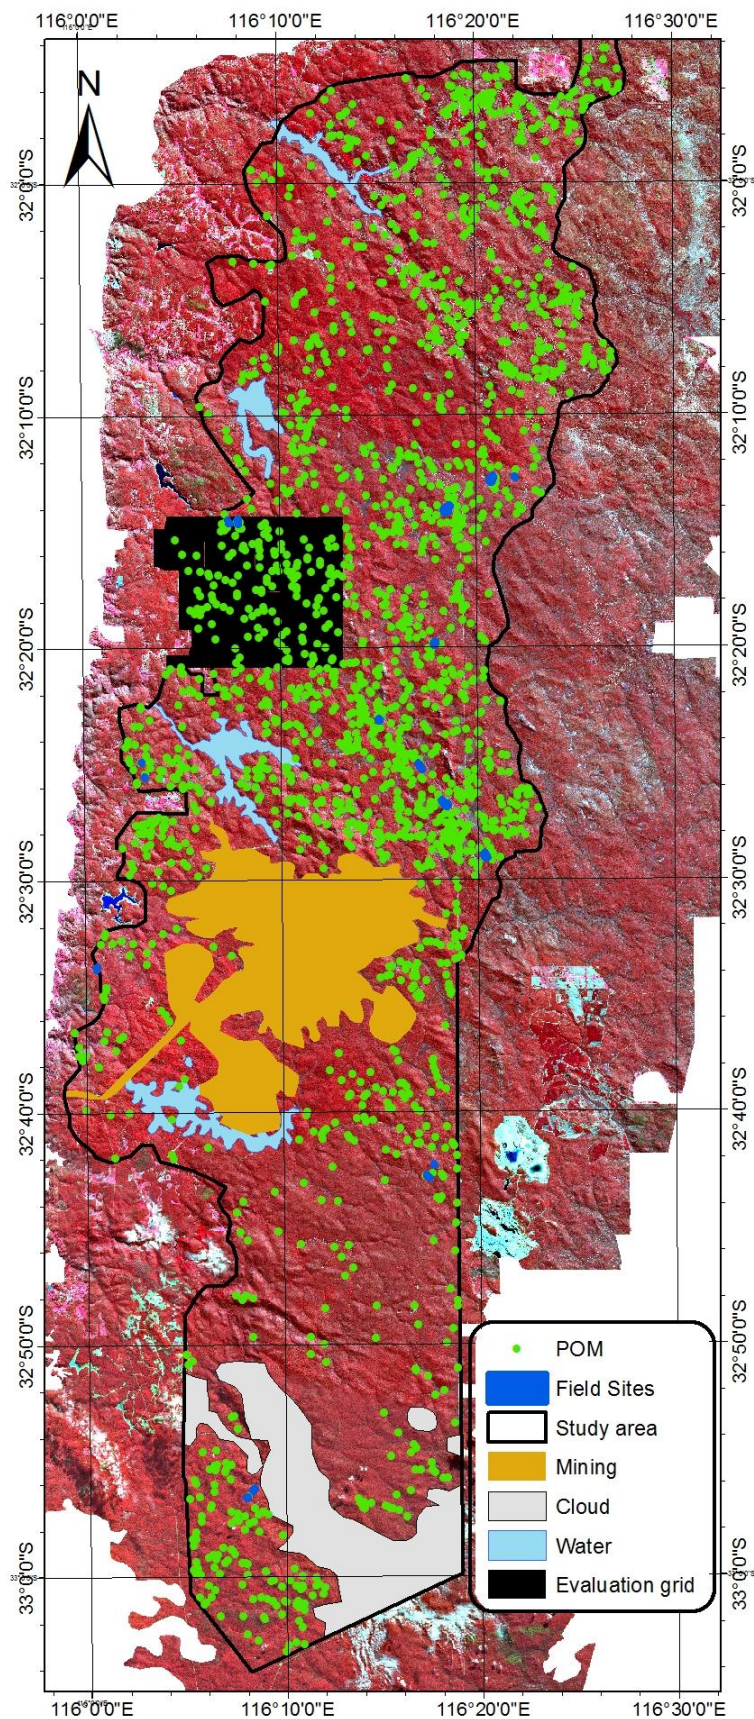 116°0'0"E 116°10'0"E 116°20'0"E 116°30'0"E
N
32°0'0"S 32°0'0"S
32°10'0"S 32°10'0"S
32°20'0"S 32°20'0"S
32°30'0"S 32°30'0"S
32°40'0"S 32°40'0"S
32°50'0"S 32°50'0"S
POM
Field Sites
Study area
Mining
Cloud
Water
Evaluation grid
33°0'0"S 33°0'0"S
116°0'0"E 116°10'0"E 116°20'0"E 116°30'0"E